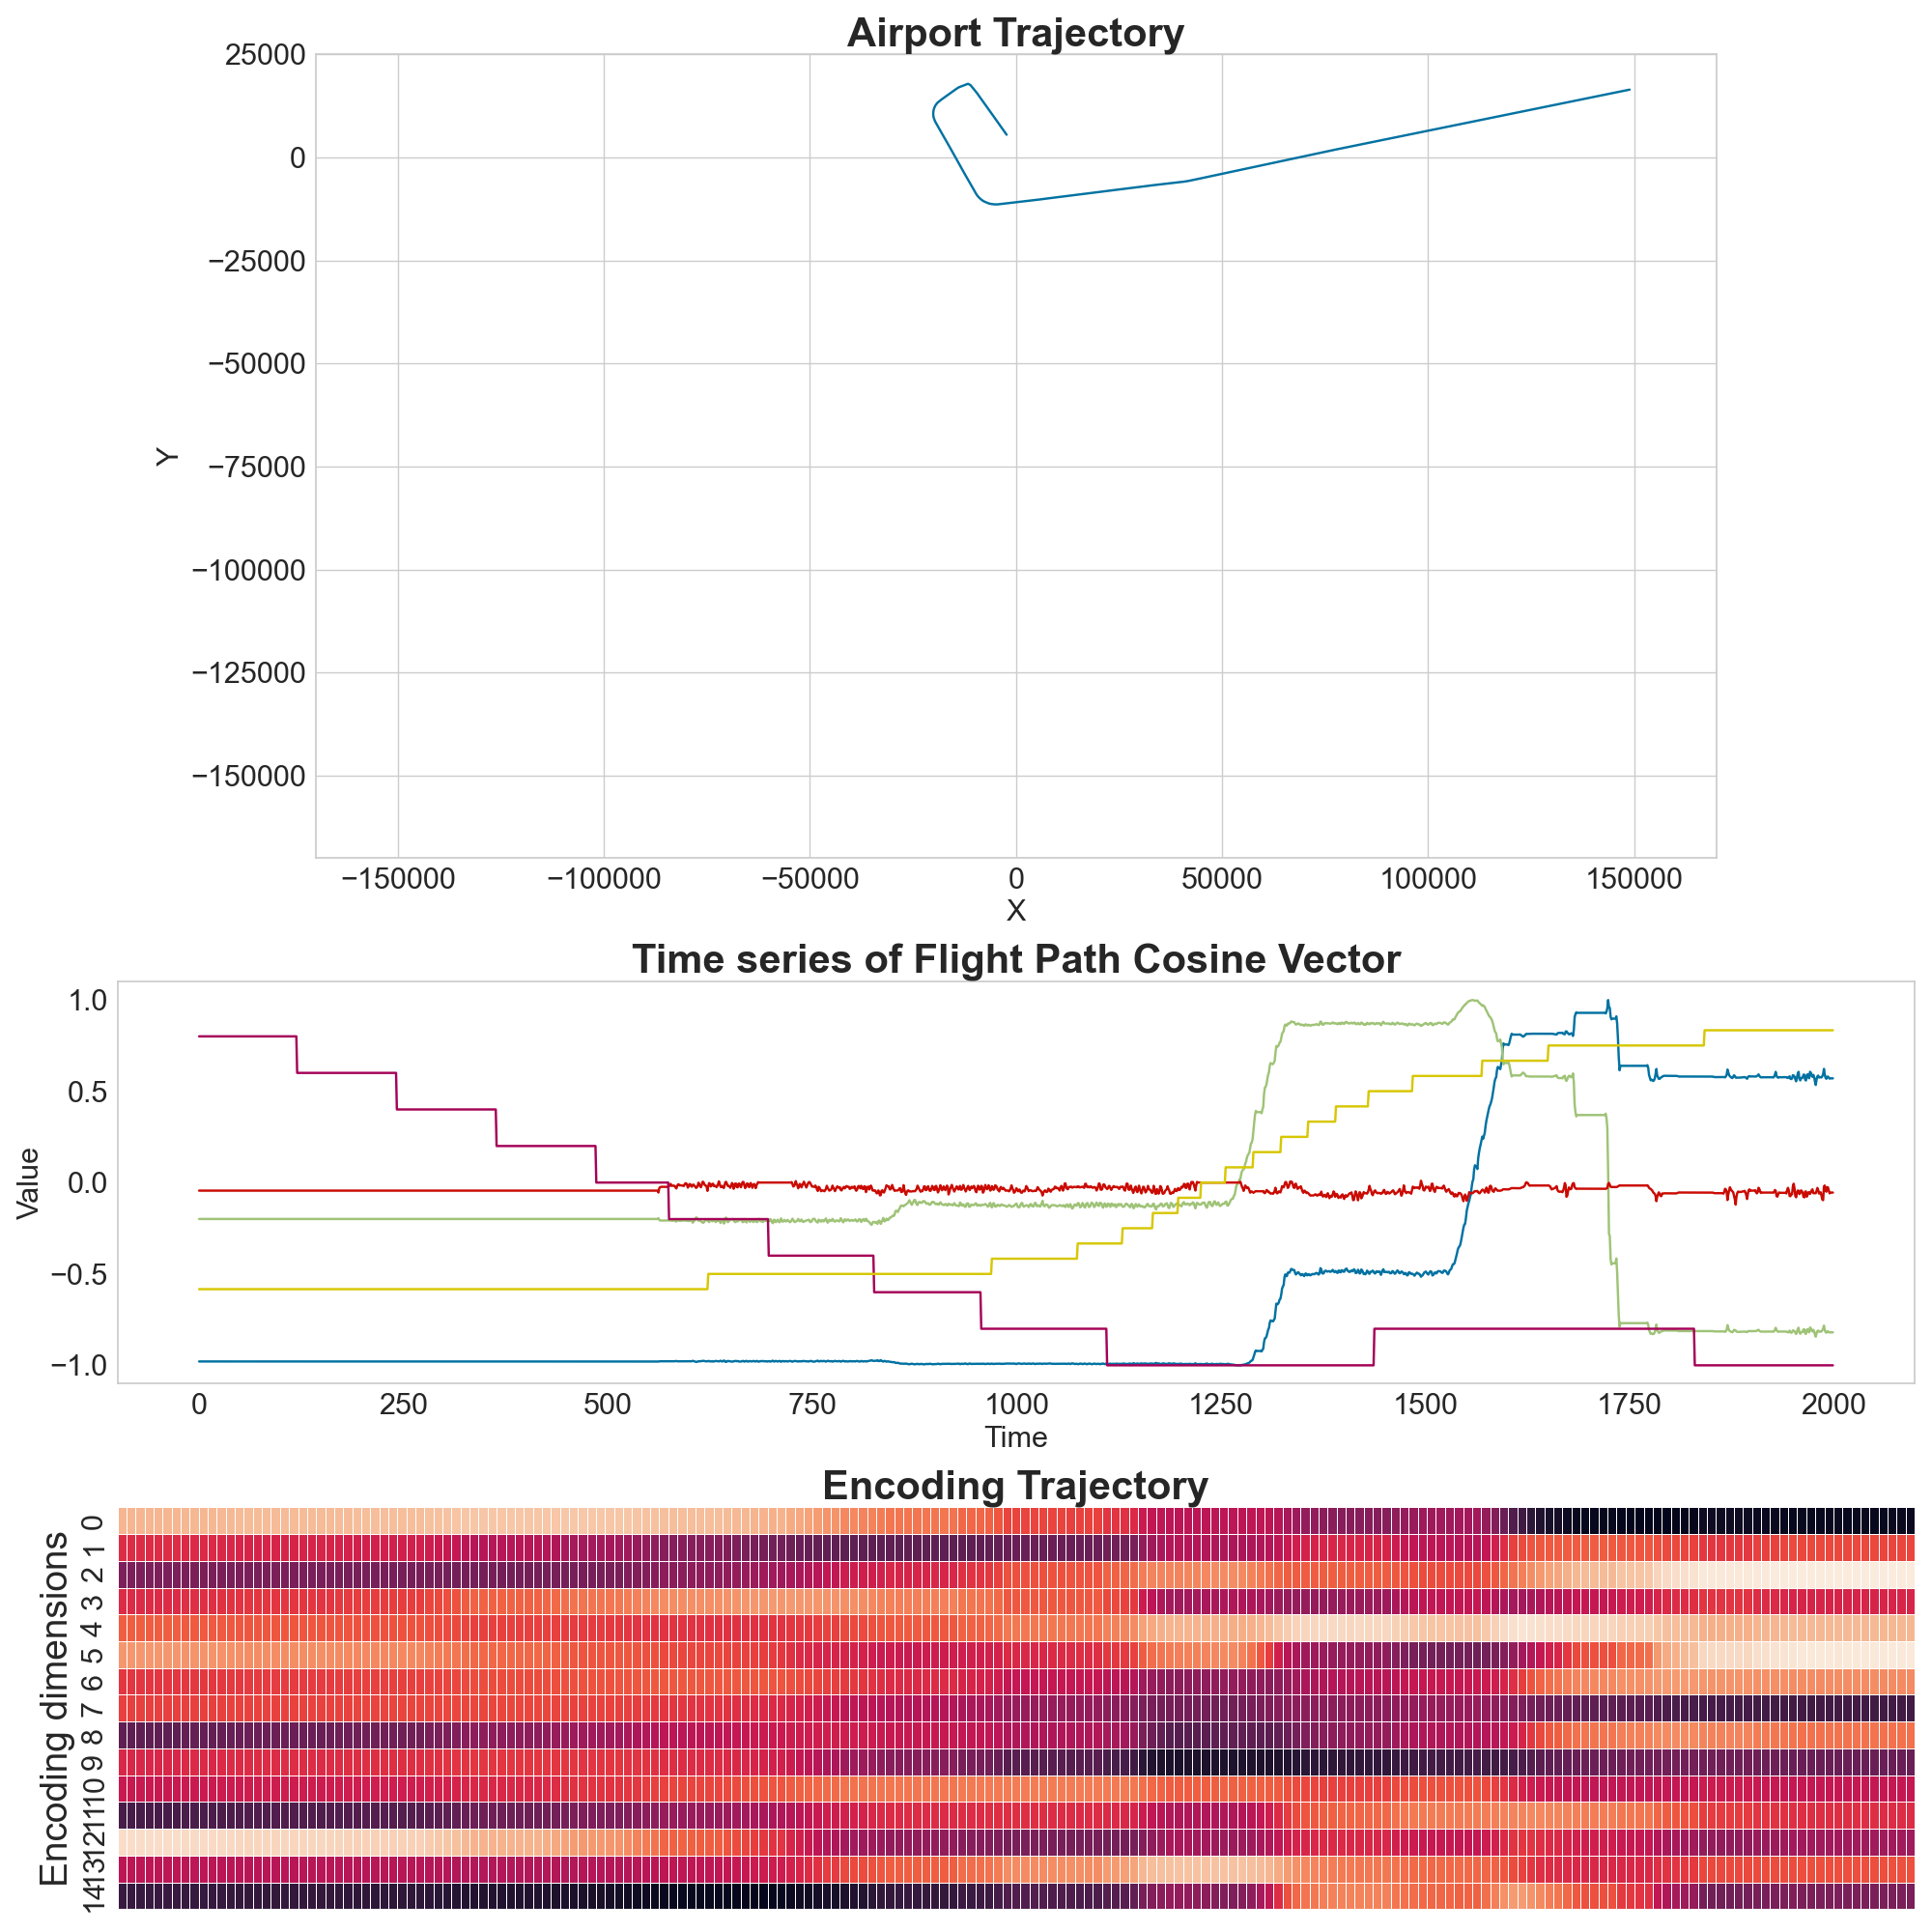 Airport Trajectory
25000
0
−25000
−50000
−75000
−100000
−125000
−150000
Y
−150000 −100000 −50000 0 50000 100000 150000
X
Time series of Flight Path Cosine Vector
1.0
0.5
0.0
−0.5
−1.0
Value
0 250 500 750 1000 1250 1500 1750 2000
Time
Encoding Trajectory
Encoding dimensions
0
1
2
3
4
5
6
7
8
9
10
11
12
13
14